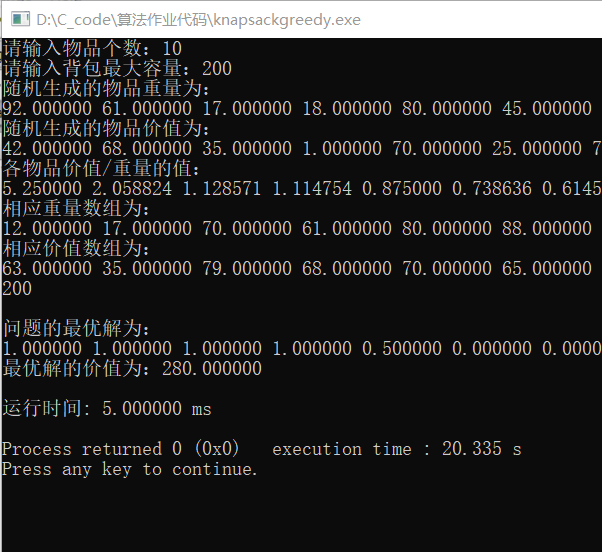 D:\C_code\算法作业代码\knapsackgreedy.exe
请输入物品个数：10
请输入背包最大容量：200
随机生成的物品重量为：
92.000000 61.000000 17.000000 18.000000 80.000000 45.000000
随机生成的物品价值为：
42.000000 68.000000 35.000000 1.000000 70.000000 25.000000 7
各物品价值/重量的值：
5.250000 2.058824 1.128571 1.114754 0.875000 0.738636 0.6145
相应重量数组为：
12.000000 17.000000 70.000000 61.000000 80.000000 88.000000
相应价值数组为：
63.000000 35.000000 79.000000 68.000000 70.000000 65.000000
200
问题的最优解为：
1.000000 1.000000 1.000000 1.000000 0.500000 0.000000 0.0000
最优解的价值为：280.000000
运行时间: 5.000000 ms
Process returned 0 (0x0)   execution time : 20.335 s
Press any key to continue.